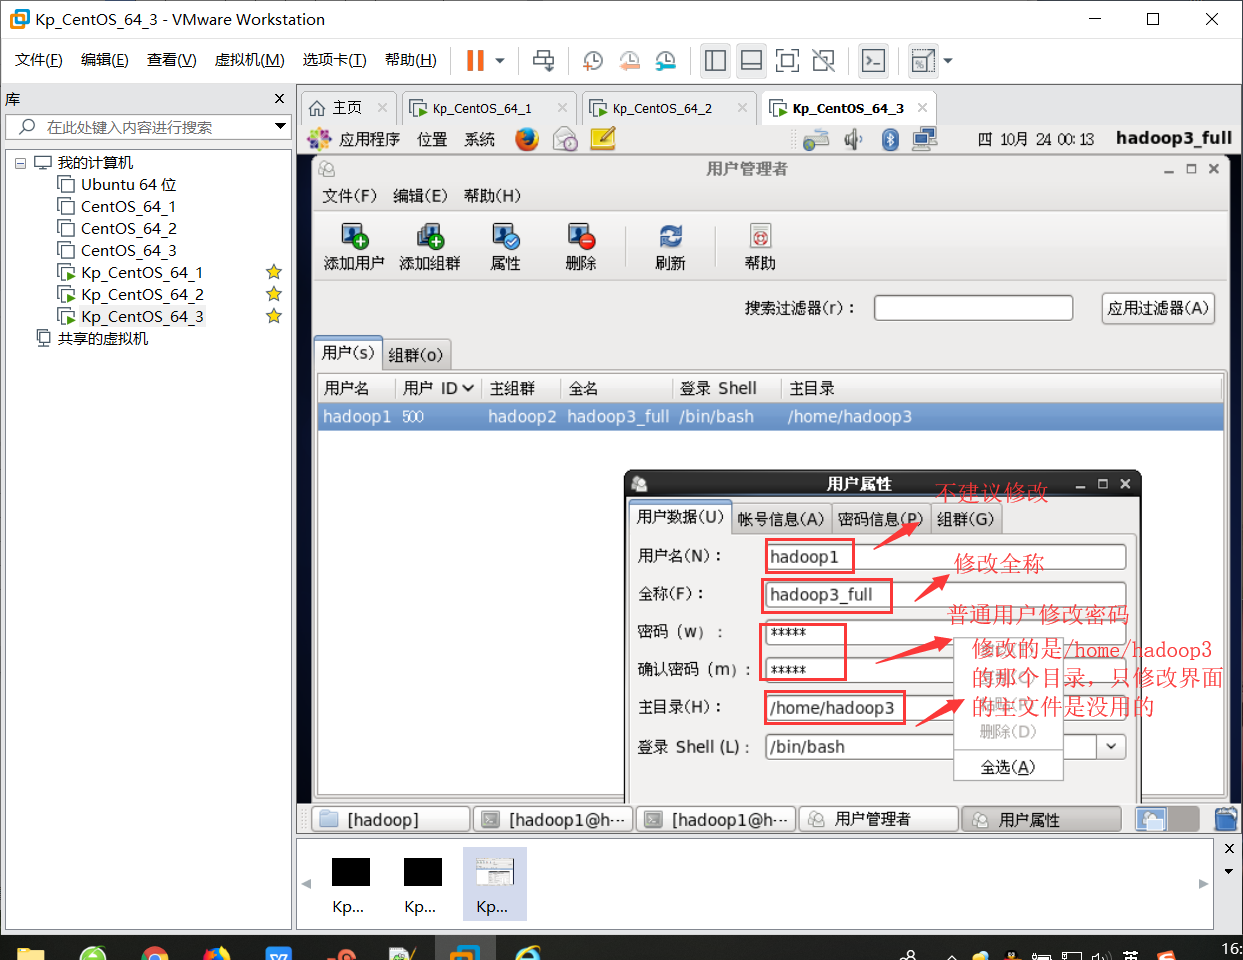 Kp_CentOS_64_3 - VMware Workstation
文件(F) 编辑(E) 查看(V) 虚拟机(M) 选项卡(T) 帮助(H)
库
在此处键入内容进行搜索
我的计算机
Ubuntu 64 位
CentOS_64_1
CentOS_64_2
CentOS_64_3
Kp_CentOS_64_1
Kp_CentOS_64_2
Kp_CentOS_64_3
共享的虚拟机
主页 Kp_CentOS_64_1 Kp_CentOS_64_2 Kp_CentOS_64_3
应用程序 位置 系统 四 10月 24 00:13 hadoop3_full
用户管理者
文件(F) 编辑(E) 帮助(H)
添加用户 添加组群 属性 删除 刷新 帮助
搜索过滤器(r)： 应用过滤器(A)
用户(s) 组群(o)
用户名 用户 ID 主组群 全名 登录 Shell 主目录
hadoop1 500 hadoop2 hadoop3_full /bin/bash /home/hadoop3
用户属性
不建议修改
用户数据(U) 帐号信息(A) 密码信息(P) 组群(G)
用户名(N)： hadoop1
修改全称
全称(F)： hadoop3_full
普通用户修改密码
密码（w）： *****
修改的是/home/hadoop3
确认密码（m）： *****
的那个目录，只修改界面
主目录(H)： /home/hadoop3
的主文件是没用的
删除(D)
登录 Shell (L)： /bin/bash
全选(A)
[hadoop] [hadoop1@h··· [hadoop1@h··· 用户管理者 用户属性
Kp... Kp... Kp...
英 16: